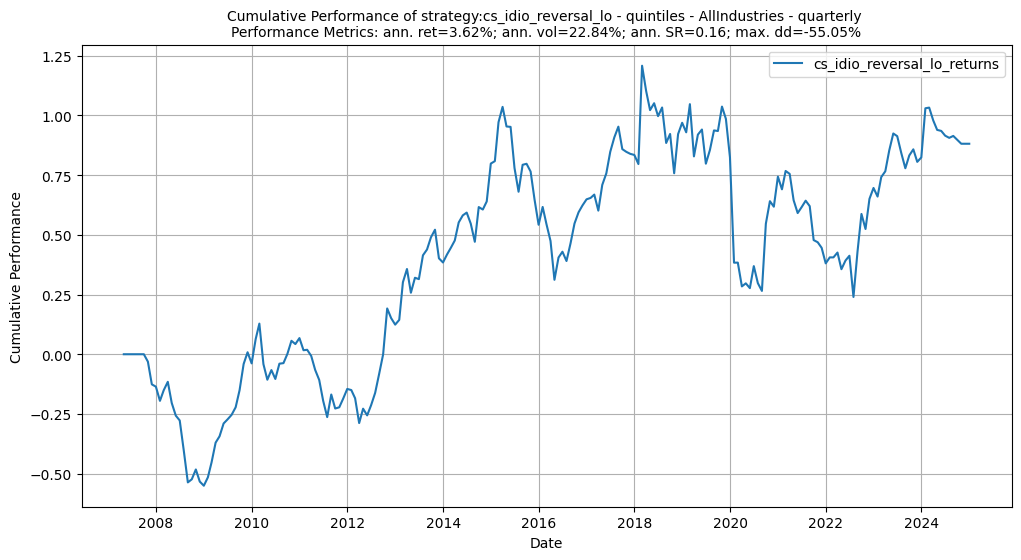 Cumulative Performance of strategy:cs_idio_reversal_lo - quintiles - AllIndustries - quarterly
Performance Metrics: ann. ret=3.62%; ann. vol=22.84%; ann. SR=0.16; max. dd=-55.05%
cs_idio_reversal_lo_returns
Cumulative Performance
1.25
1.00
0.75
0.50
0.25
0.00
−0.25
−0.50
2008 2010 2012 2014 2016 2018 2020 2022 2024
Date